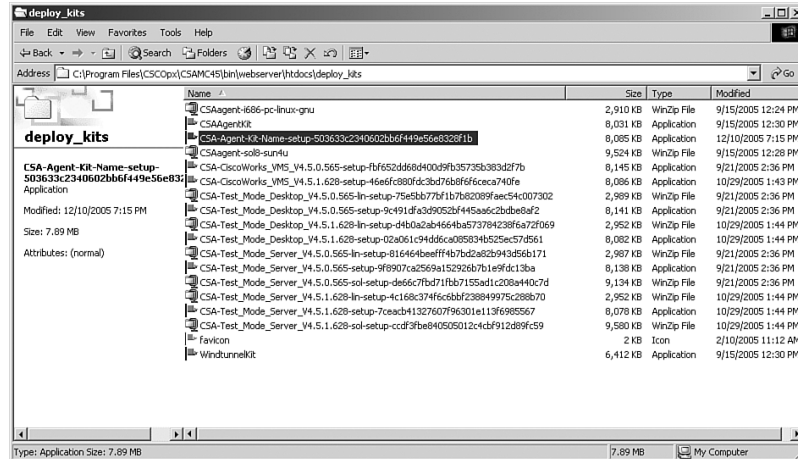 deploy_kits
File Edit View Favorites Tools Help
Back Search Folders
Address C:\Program Files\CSCOpx\CSAMC45\bin\webserver\htdocs\deploy_kits Go
deploy_kits
CSA-Agent-Kit-Name-setup-
503633c2340602bb6f449e56e832
Application
Modified: 12/10/2005 7:15 PM
Size: 7.89 MB
Attributes: (normal)
Name Size Type Modified
CSAagent-i686-pc-linux-gnu 2,910 KB WinZip File 9/15/2005 12:24 PM
CSAAgentKit 8,031 KB Application 9/15/2005 12:30 PM
CSA-Agent-Kit-Name-setup-503633c2340602bb6f449e56e8328f1b 8,085 KB Application 12/10/2005 7:15 PM
CSAagent-sol8-sun4u 9,524 KB WinZip File 9/15/2005 12:28 PM
CSA-CiscoWorks_VMS_V4.5.0.565-setup-fbf652dd68d400d9fb35735b383d2f7b 8,145 KB Application 9/21/2005 2:36 PM
CSA-CiscoWorks_VMS_V4.5.1.628-setup-46e6fc880fdc3bd76b8f6f6ceca740fe 8,086 KB Application 10/29/2005 1:43 PM
CSA-Test_Mode_Desktop_V4.5.0.565-lin-setup-75e5bb77bf1b7b82089faec54c007302 2,989 KB WinZip File 9/21/2005 2:36 PM
CSA-Test_Mode_Desktop_V4.5.0.565-setup-9c491dfa3d9052bf445aa6c2bdbe8af2 8,141 KB Application 9/21/2005 2:36 PM
CSA-Test_Mode_Desktop_V4.5.1.628-lin-setup-d4b0a2ab4664ba573784238f6a72f069 2,952 KB WinZip File 10/29/2005 1:44 PM
CSA-Test_Mode_Desktop_V4.5.1.628-setup-02a061c94dd6ca085834b525ec57d561 8,082 KB Application 10/29/2005 1:44 PM
CSA-Test_Mode_Server_V4.5.0.565-lin-setup-816464beefff4b7bd2a82b943d56b171 2,987 KB WinZip File 9/21/2005 2:36 PM
CSA-Test_Mode_Server_V4.5.0.565-setup-9f8907ca2569a152926b7b1e9fdc13ba 8,138 KB Application 9/21/2005 2:36 PM
CSA-Test_Mode_Server_V4.5.0.565-sol-setup-de66c7fbd71fbb7155ad1c208a440c7d 9,134 KB WinZip File 9/21/2005 2:36 PM
CSA-Test_Mode_Server_V4.5.1.628-lin-setup-4c168c374f6c6bbf238849975c288b70 2,952 KB WinZip File 10/29/2005 1:44 PM
CSA-Test_Mode_Server_V4.5.1.628-setup-7ceacb41327607f96301e113f6985567 8,078 KB Application 10/29/2005 1:44 PM
CSA-Test_Mode_Server_V4.5.1.628-sol-setup-ccdf3fbe840505012c4cbf912d89fc59 9,580 KB WinZip File 10/29/2005 1:44 PM
favicon 2 KB Icon 2/10/2005 11:12 AM
WindtunnelKit 6,412 KB Application 9/15/2005 12:30 PM
Type: Application Size: 7.89 MB 7.89 MB My Computer